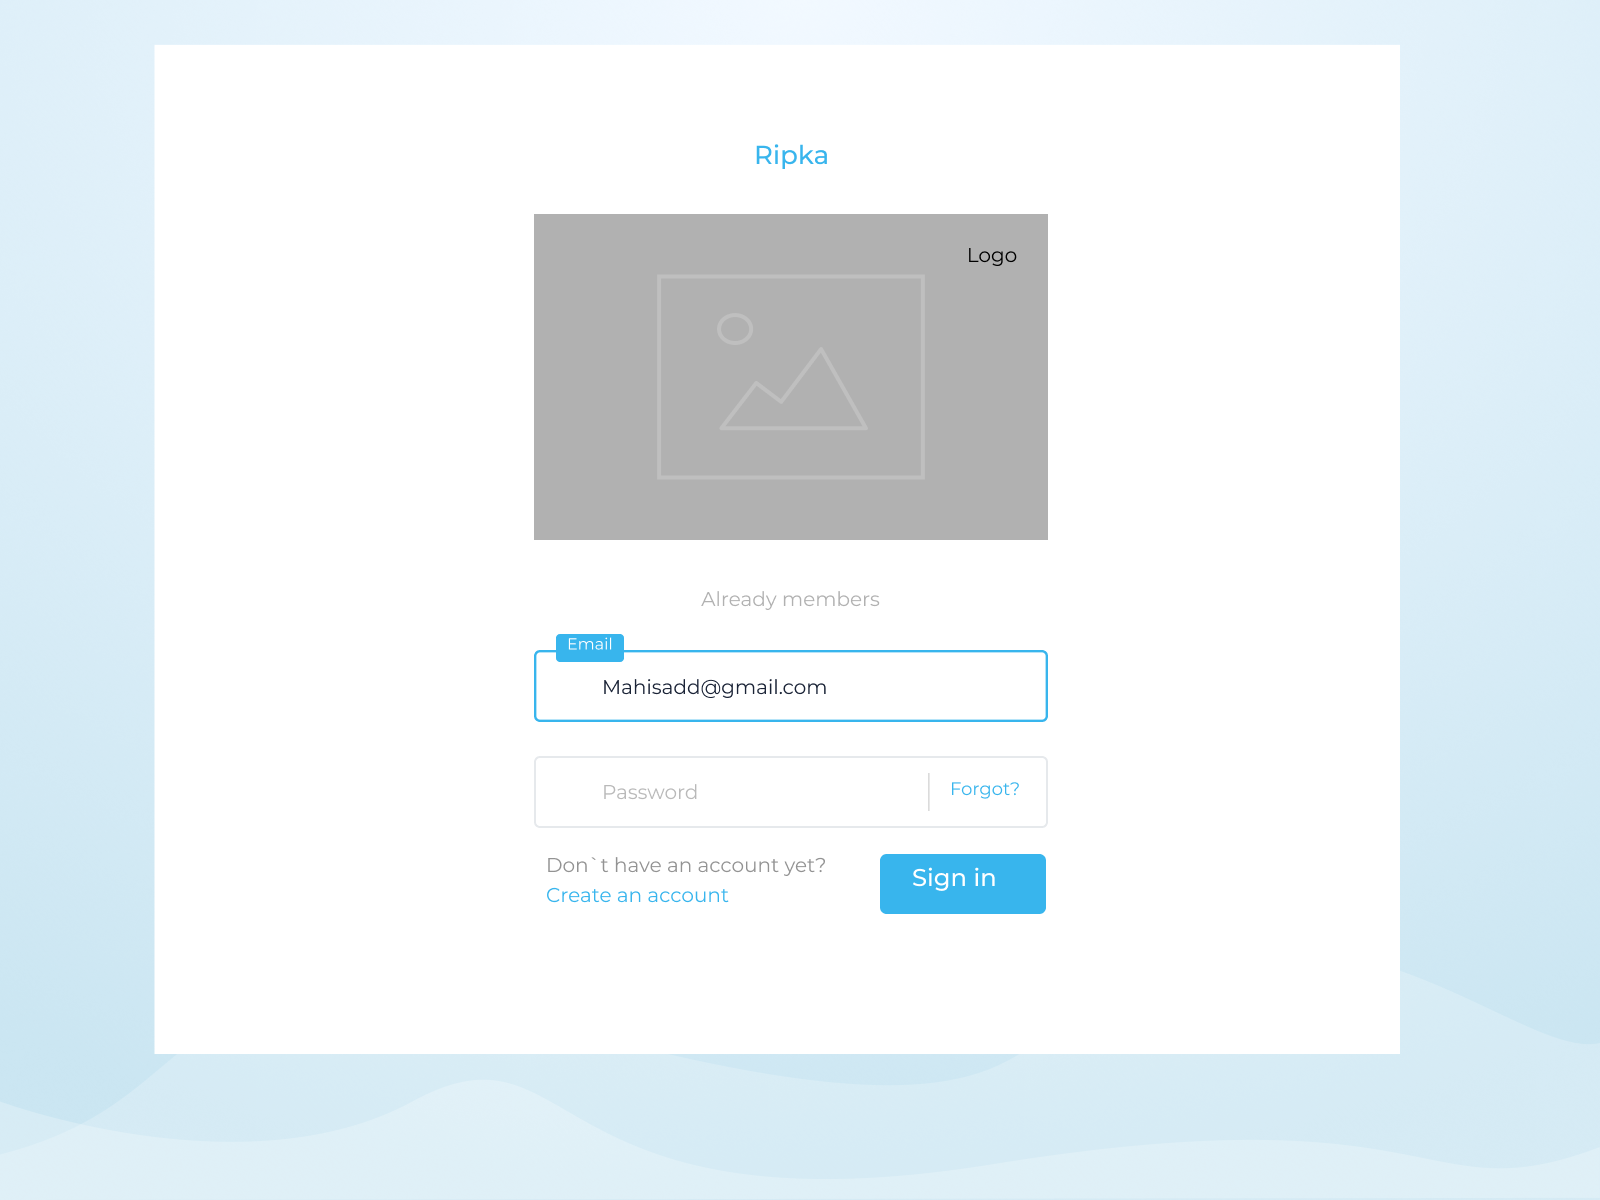 Ripka
Logo
Already members
Email
Mahisadd@gmail.com
Password
Forgot?
Don`t have an account yet?
Create an account
Sign in